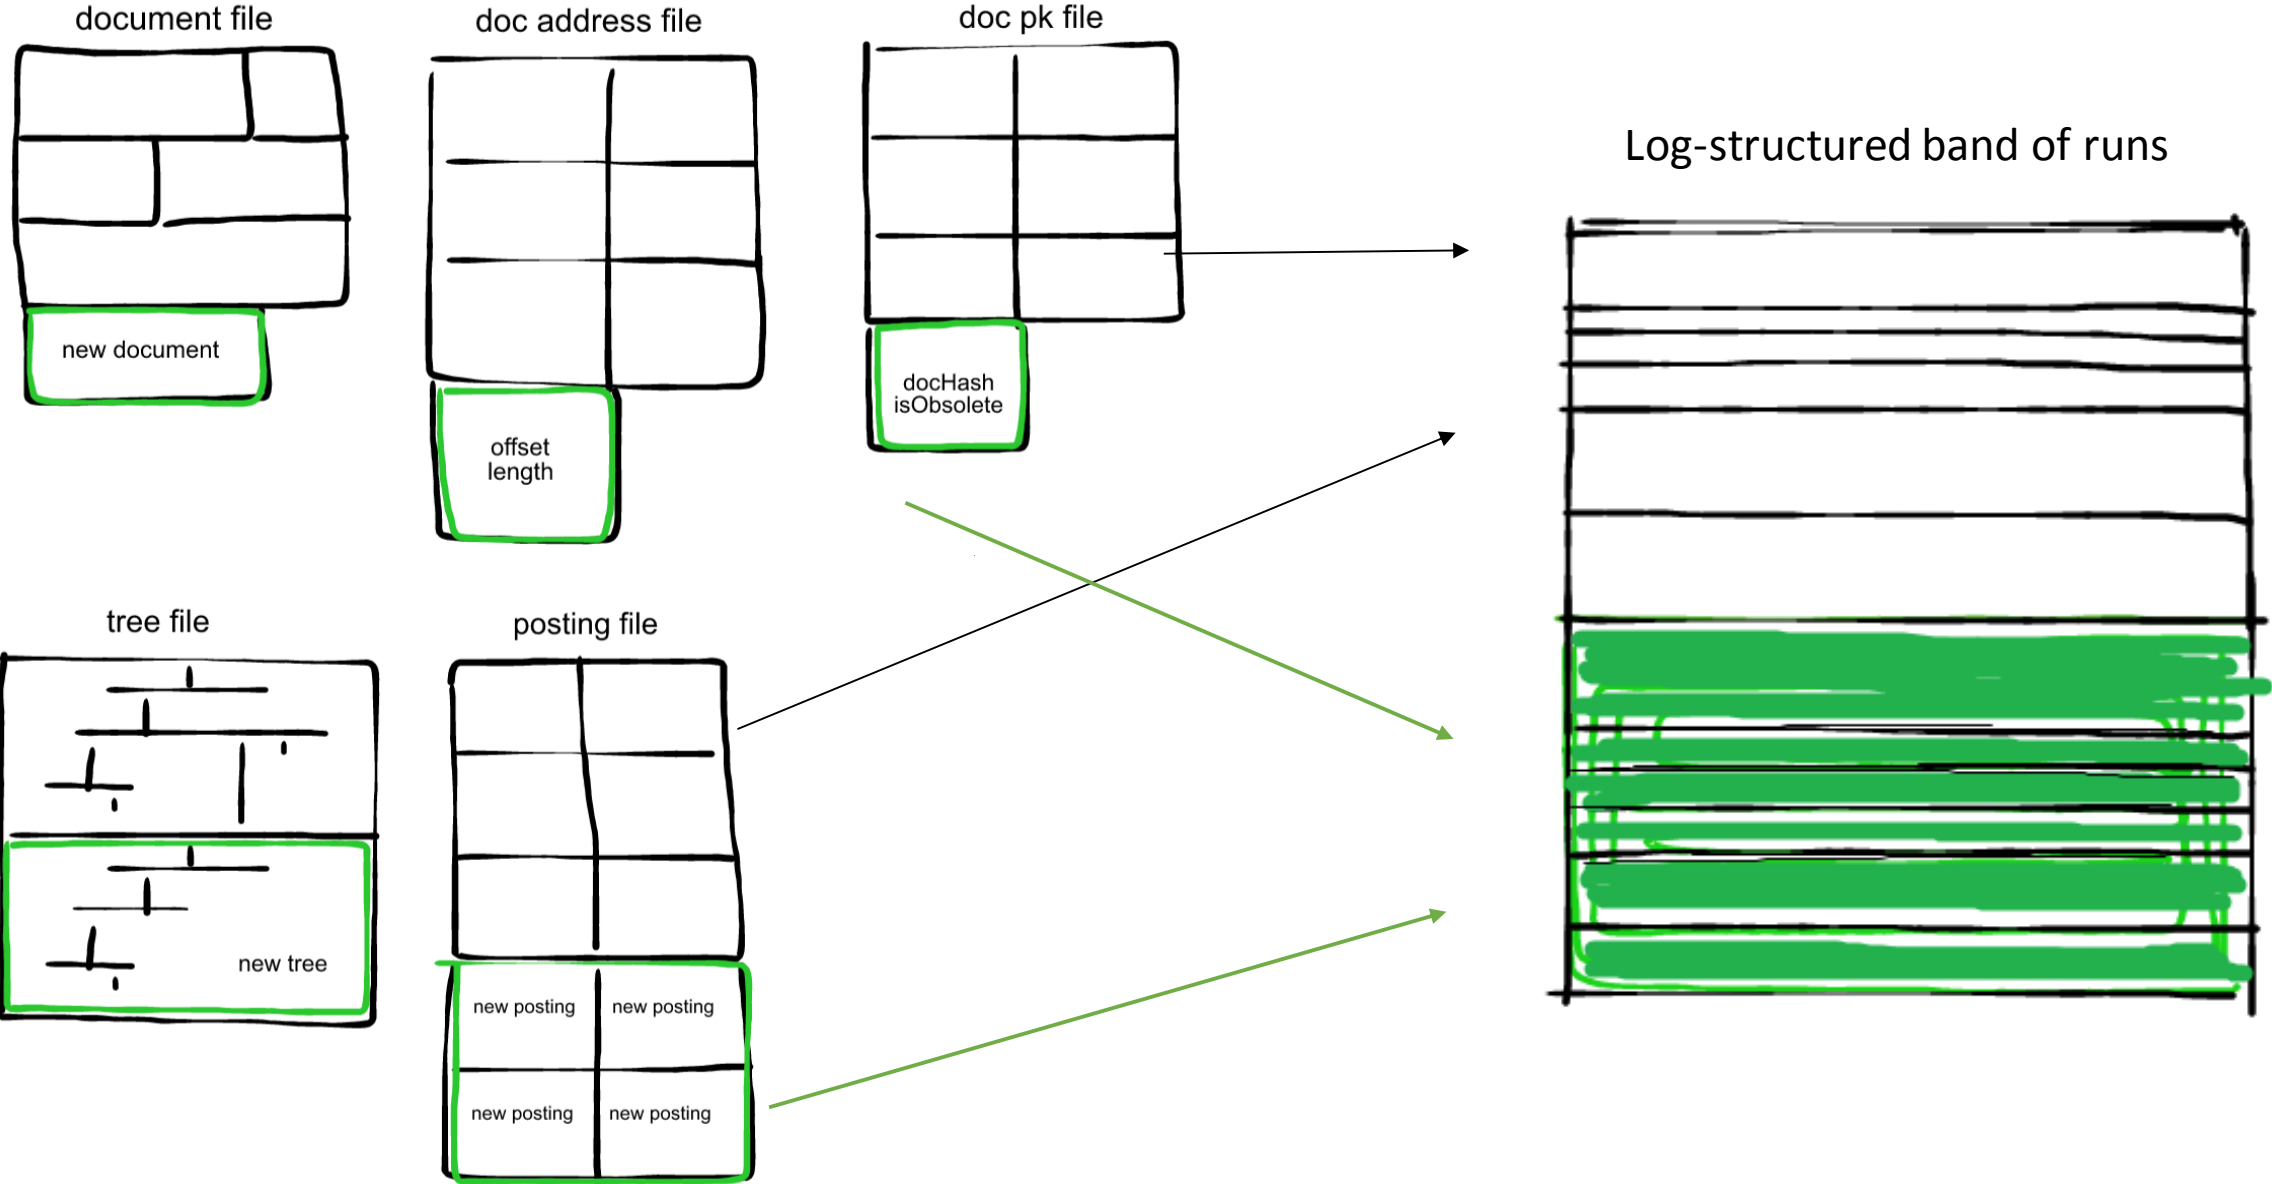 document file
doc address file
doc pk file
Log-structured band of runs
new document
docHash
isObsolete
offset
length
tree file
posting file
new tree
new posting
new posting
new posting
new posting